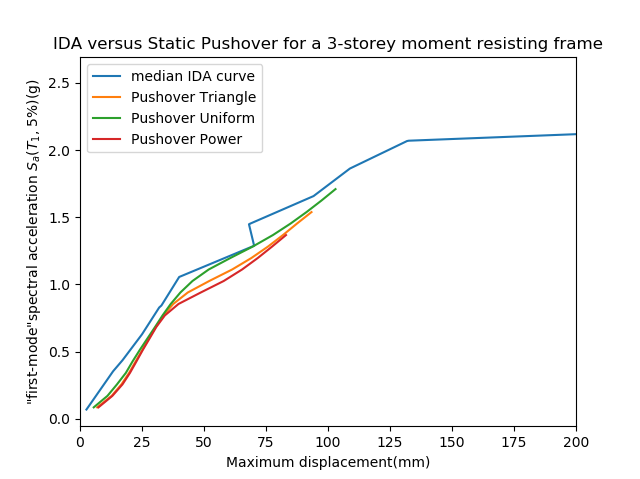 IDA versus Static Pushover for a 3-storey moment resisting frame
"first-mode"spectral acceleration Sa(T1, 5%)(g)
2.5
2.0
1.5
1.0
0.5
0.0
median IDA curve
Pushover Triangle
Pushover Uniform
Pushover Power
0 25 50 75 100 125 150 175 200
Maximum displacement(mm)